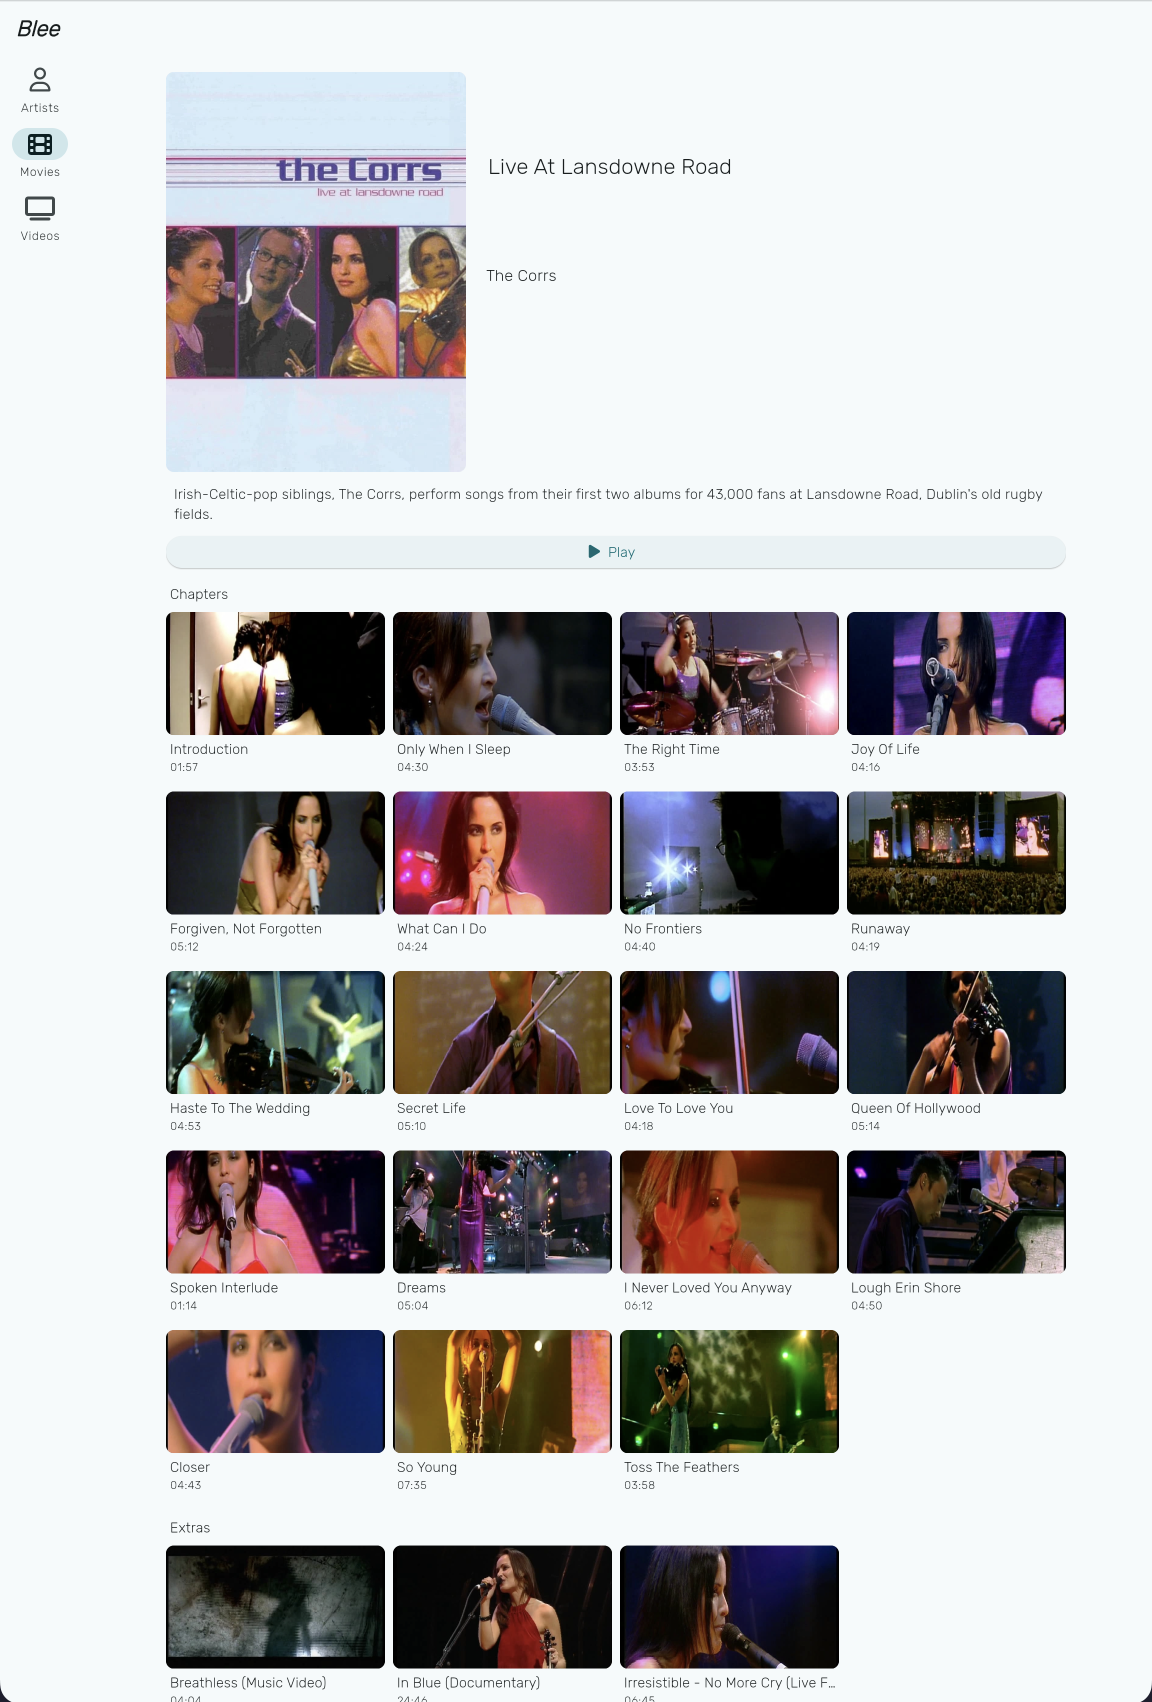 Blee
Artists
Movies
Videos
the Corrs
live at lansdowne road
Live At Lansdowne Road
The Corrs
Irish-Celtic-pop siblings, The Corrs, perform songs from their first two albums for 43,000 fans at Lansdowne Road, Dublin's old rugby
fields.
Play
Chapters
Introduction
01:57
Only When I Sleep
04:30
The Right Time
03:53
Joy Of Life
04:16
Forgiven, Not Forgotten
05:12
What Can I Do
04:24
No Frontiers
04:40
Runaway
04:19
Haste To The Wedding
04:53
Secret Life
05:10
Love To Love You
04:18
Queen Of Hollywood
05:14
Spoken Interlude
01:14
Dreams
05:04
I Never Loved You Anyway
06:12
Lough Erin Shore
04:50
Closer
04:43
So Young
07:35
Toss The Feathers
03:58
Extras
Breathless (Music Video)
04:04
In Blue (Documentary)
24:46
Irresistible - No More Cry (Live F…
06:45